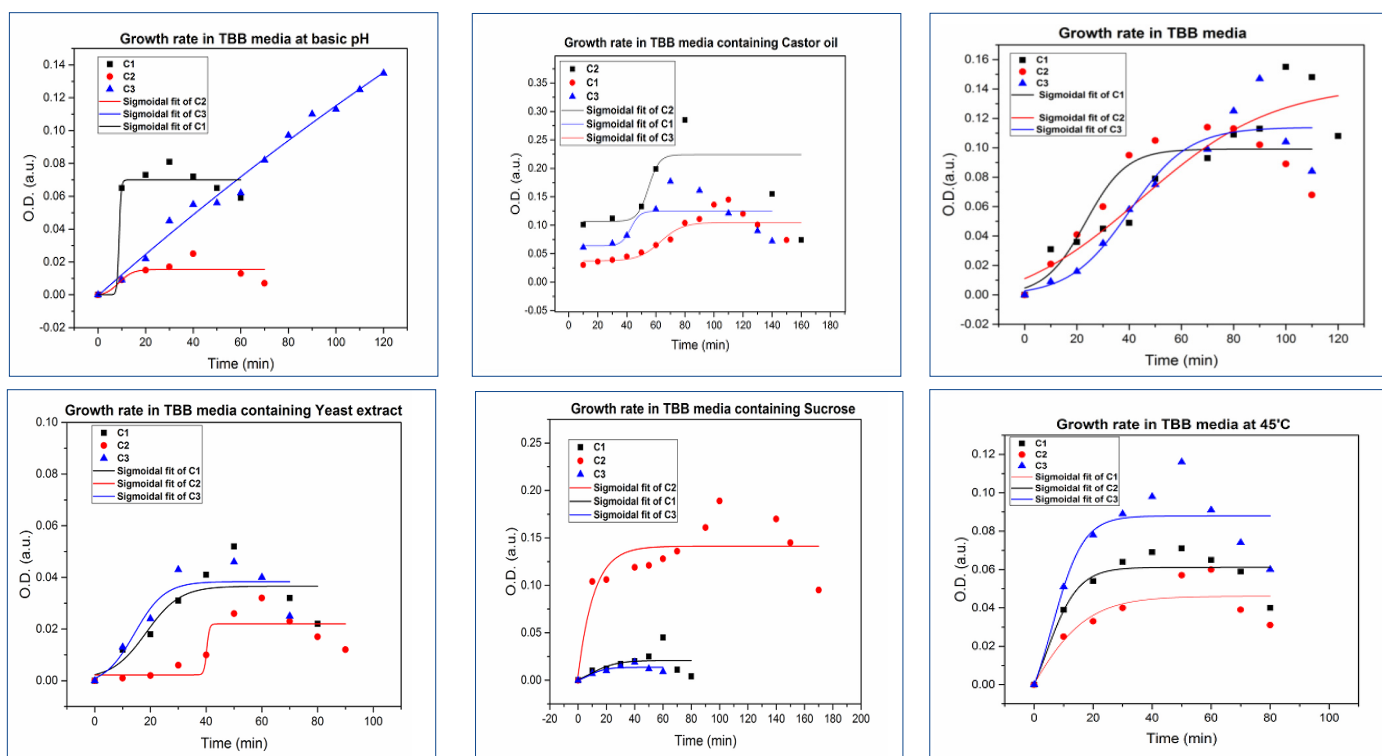 Growth rate in TBB media at basic pH
C1
C2
C3
Sigmoidal fit of C2
Sigmoidal fit of C3
Sigmoidal fit of C1
0.14
0.12
0.10
0.08
0.06
0.04
0.02
0.00
-0.02
O.D. (a.u.)
0 20 40 60 80 100 120
Time (min)
Growth rate in TBB media containing Castor oil
C2
C1
C3
Sigmoidal fit of C2
Sigmoidal fit of C1
Sigmoidal fit of C3
0.35
0.30
0.25
0.20
0.15
0.10
0.05
0.00
-0.05
O.D. (a.u.)
0 20 40 60 80 100 120 140 160 180
Time (min)
Growth rate in TBB media
C1
C2
C3
Sigmoidal fit of C1
Sigmoidal fit of C2
Sigmoidal fit of C3
0.16
0.14
0.12
0.10
0.08
0.06
0.04
0.02
0.00
-0.02
O.D.(a.u.)
0 20 40 60 80 100 120
Time (min)
Growth rate in TBB media containing Yeast extract
C1
C2
C3
Sigmoidal fit of C1
Sigmoidal fit of C2
Sigmoidal fit of C3
0.10
0.08
0.06
0.04
0.02
0.00
O.D. (a.u.)
0 20 40 60 80 100
Time (min)
Growth rate in TBB media containing Sucrose
C1
C2
C3
Sigmoidal fit of C2
Sigmoidal fit of C1
Sigmoidal fit of C3
0.25
0.20
0.15
0.10
0.05
0.00
O.D. (a.u.)
-20 0 20 40 60 80 100 120 140 160 180 200
Time (min)
Growth rate in TBB media at 45'C
C1
C2
C3
Sigmoidal fit of C1
Sigmoidal fit of C2
Sigmoidal fit of C3
0.12
0.10
0.08
0.06
0.04
0.02
0.00
O.D. (a.u.)
0 20 40 60 80 100
Time (min)